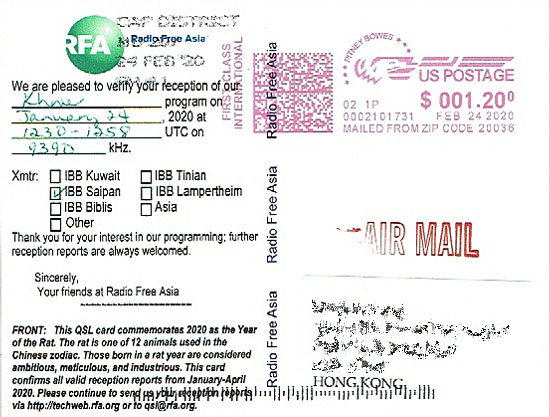 CAP DISTRICT
24 FEB '20
RFA
Radio Free Asia
We are pleased to verify your reception of our
Khmer program on
January 24, 2020 at
1230-1258 UTC on
9390 kHz.
Xmtr: IBB Kuwait IBB Tinian
IBB Saipan IBB Lampertheim
IBB Biblis Asia
Other
Thank you for your interest in our programming; further
reception reports are always welcomed.
Sincerely,
Your friends at Radio Free Asia
FRONT: This QSL card commemorates 2020 as the Year
of the Rat. The rat is one of 12 animals used in the
Chinese zodiac. Those born in a rat year are considered
ambitious, meticulous, and industrious. This card
confirms all valid reception reports from January-April
2020. Please continue to send us your reception reports
via http://techweb.rfa.org or to qsl@rfa.org.
Radio Free Asia
Radio Free Asia
Radio Free Asia
FIRST-CLASS
INTERNATIONAL
PITNEY BOWES
US POSTAGE
$ 001.20⁰
02 1P
0002101731 FEB 24 2020
MAILED FROM ZIP CODE 20036
AIR MAIL
HONG KONG